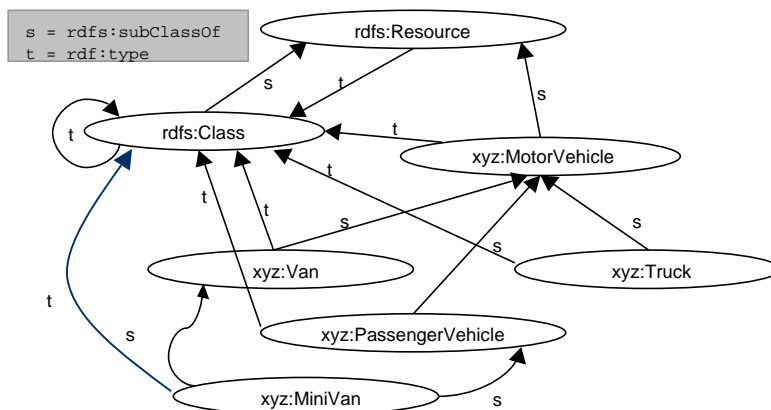 s = rdfs:subClassOf
t = rdf:type
rdfs:Resource
s
t
s
t
rdfs:Class
t
xyz:MotorVehicle
t
t
t
s
s
s
xyz:Van
xyz:Truck
t
s
xyz:PassengerVehicle
xyz:MiniVan
s